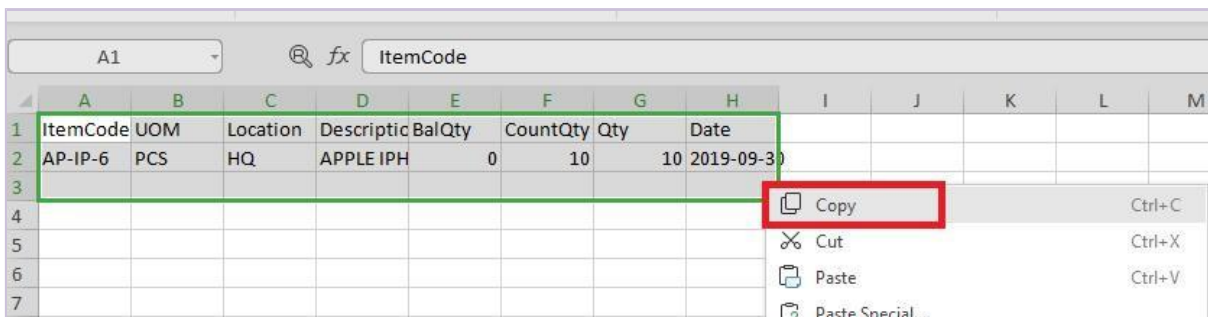 A1 fx ItemCode
A B C D E F G H I J K L M
1 ItemCode UOM Location Descriptio BalQty CountQty Qty Date
2 AP-IP-6 PCS HQ APPLE IPH 0 10 10 2019-09-30
3
4
Copy Ctrl+C
5
Cut Ctrl+X
6
Paste Ctrl+V
7
Paste Special...